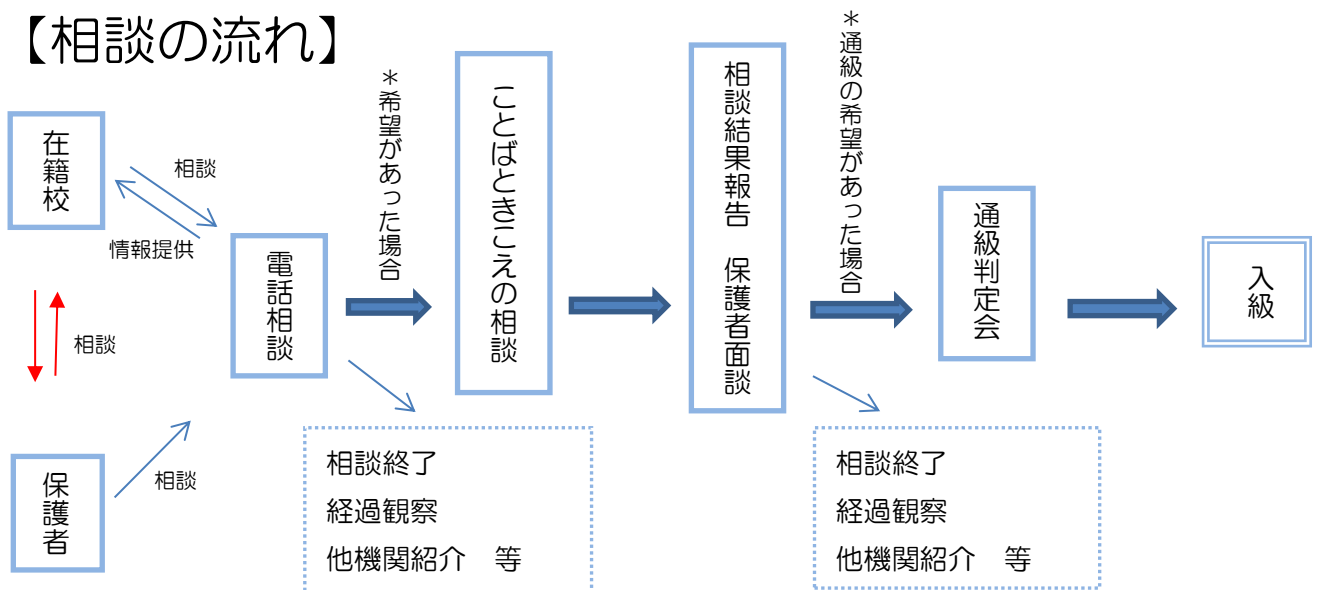 【相談の流れ】
在籍校
相談
情報提供
相談
保護者
相談
電話相談
＊希望があった場合
ことばときこえの相談
相談結果報告　保護者面談
＊通級の希望があった場合
通級判定会
入級
相談終了
経過観察
他機関紹介　等
相談終了
経過観察
他機関紹介　等